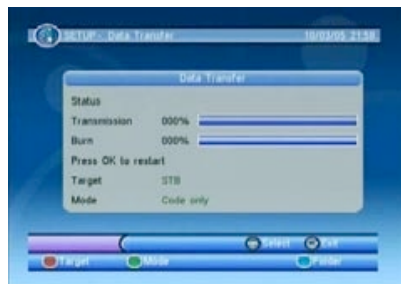 SETUP - Data Transfer 10/03/05 21:58
Data Transfer
Status
Transmission 000%
Burn 000%
Press OK to restart
Target STB
Mode Code only
Select Exit
Target Mode Finder